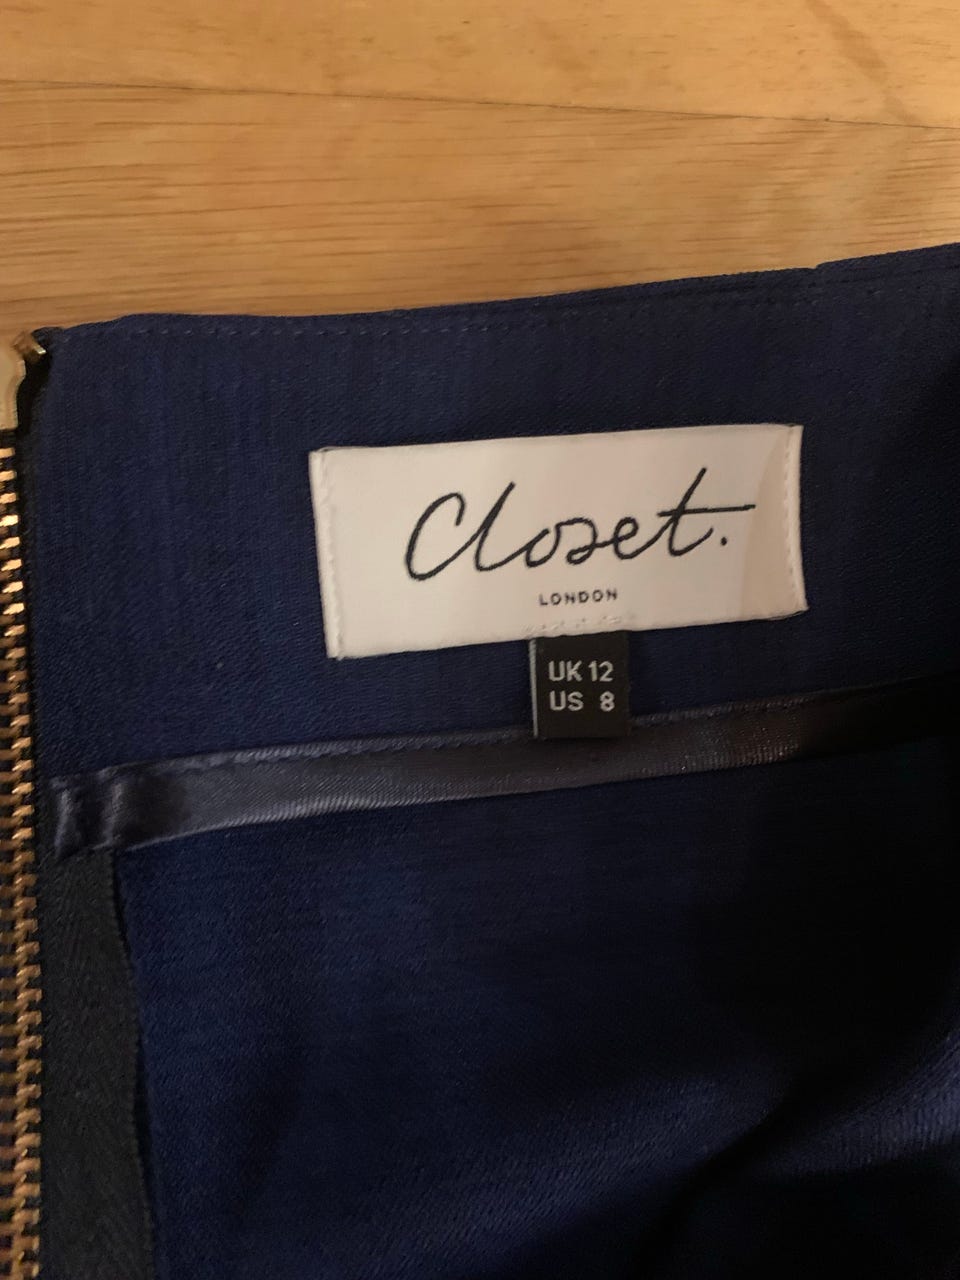 Closet.
LONDON
UK 12
US 8